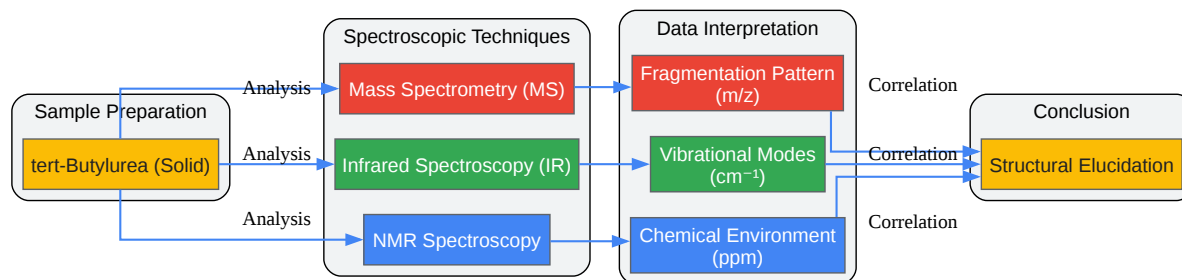 Spectroscopic Techniques
Data Interpretation
Analysis
Mass Spectrometry (MS)
Fragmentation Pattern
(m/z)
Correlation
Sample Preparation
Conclusion
tert-Butylurea (Solid)
Analysis
Infrared Spectroscopy (IR)
Vibrational Modes
(cm⁻¹)
Correlation
Structural Elucidation
Analysis
NMR Spectroscopy
Chemical Environment
(ppm)
Correlation